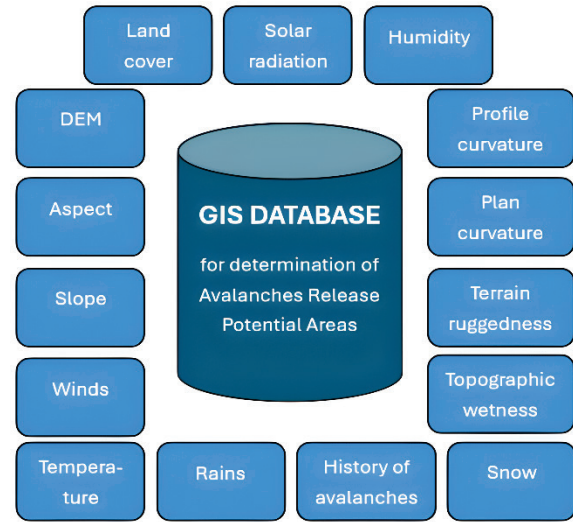 Land
cover
Solar
radiation
Humidity
DEM
Profile
curvature
Aspect
Plan
curvature
GIS DATABASE
for determination of
Avalanches Release
Potential Areas
Slope
Terrain
ruggedness
Winds
Topographic
wetness
Tempera-
ture
Rains
History of
avalanches
Snow